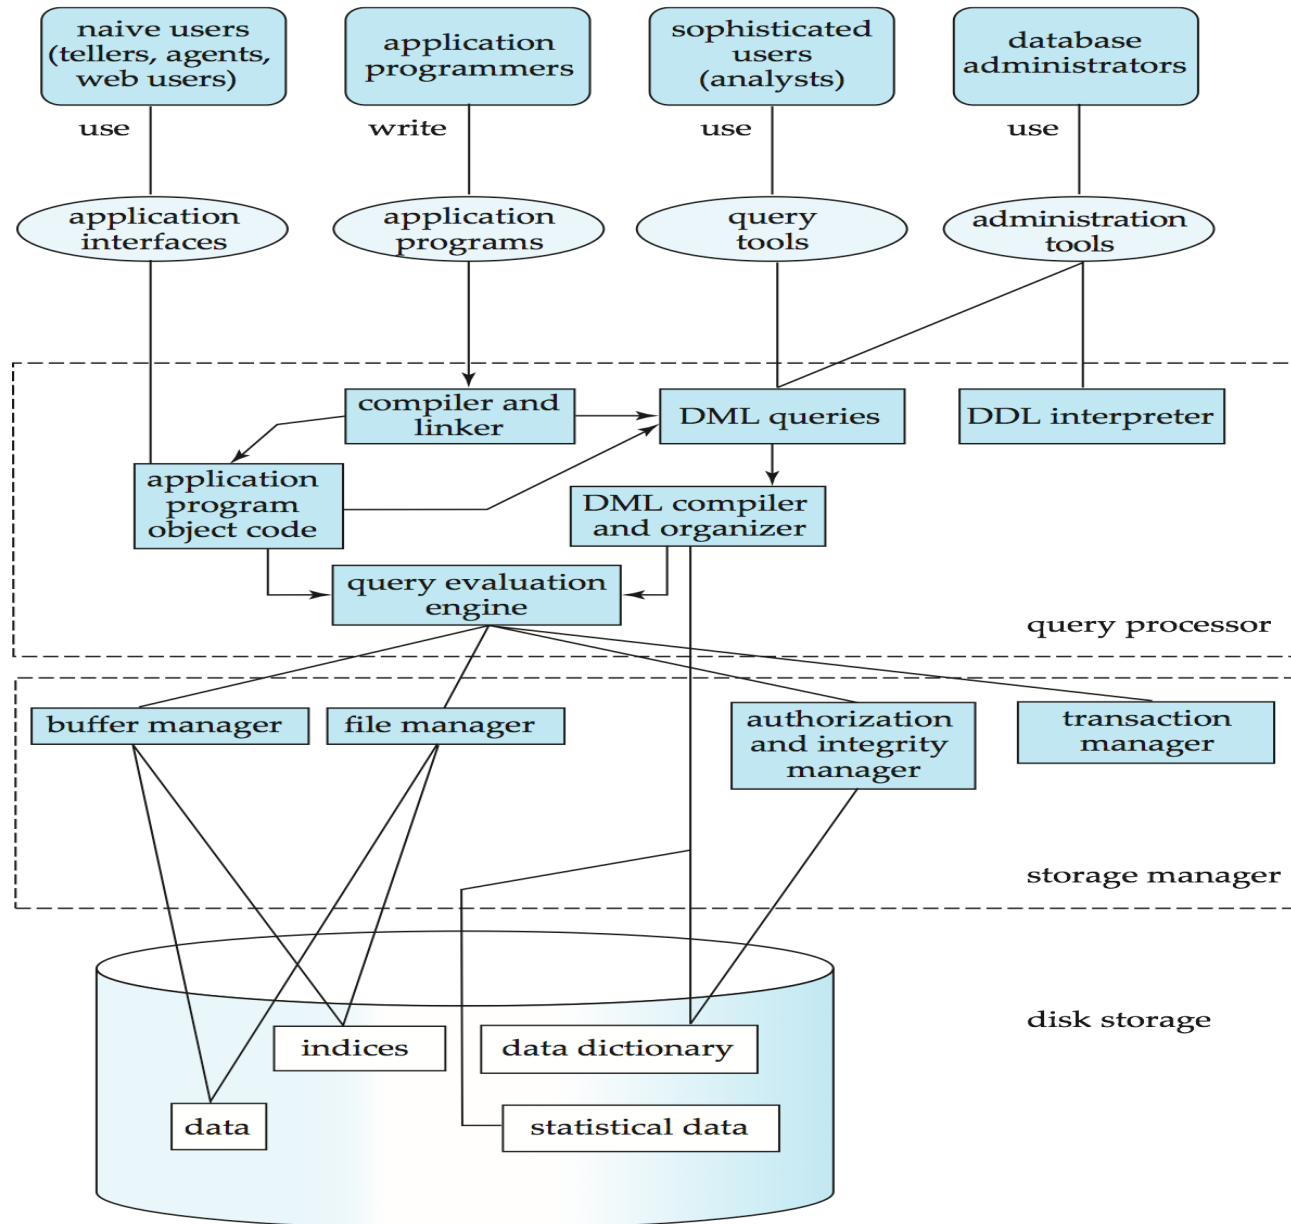 naive users
(tellers, agents,
web users)
application
programmers
sophisticated
users
(analysts)
database
administrators
use
write
use
use
application
interfaces
application
programs
query
tools
administration
tools
compiler and
linker
DML queries
DDL interpreter
application
program
object code
DML compiler
and organizer
query evaluation
engine
query processor
buffer manager
file manager
authorization
and integrity
manager
transaction
manager
storage manager
disk storage
indices
data dictionary
data
statistical data